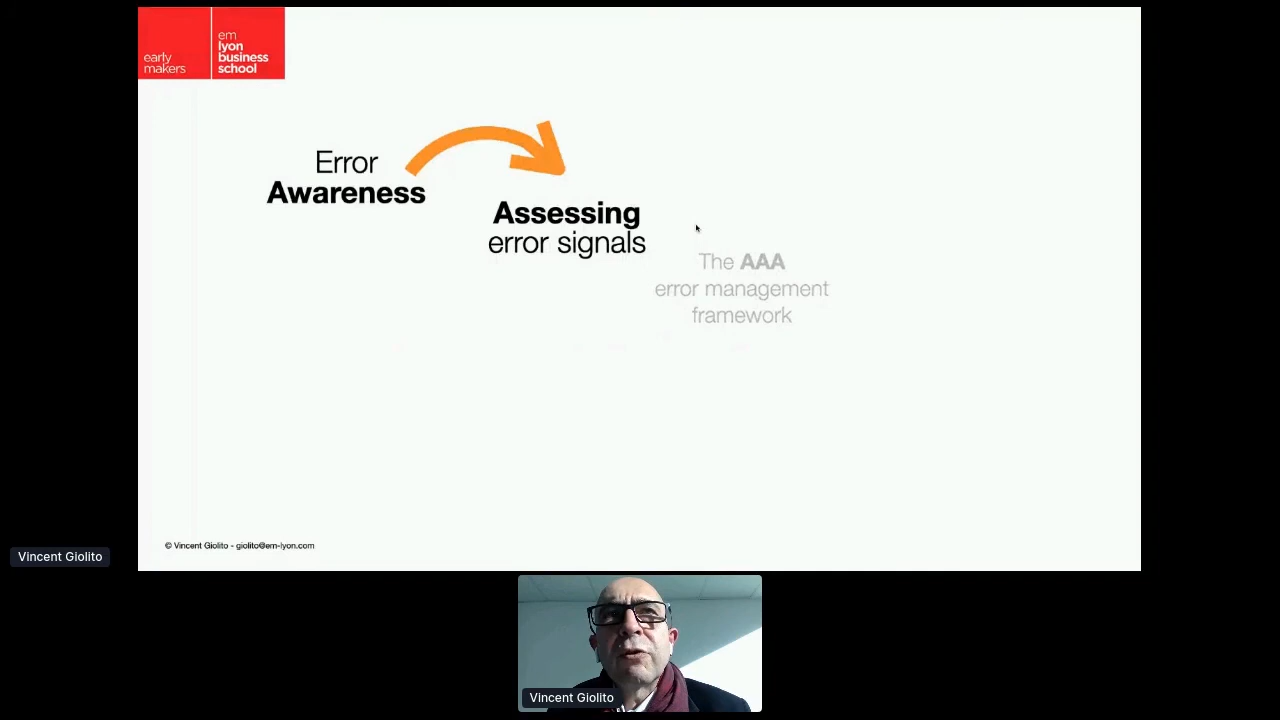 early
makers
em
lyon
business
school
Error
Awareness
Assessing
error signals
The AAA
error management
framework
© Vincent Giolito - giolito@em-lyon.com
Vincent Giolito
Vincent Giolito